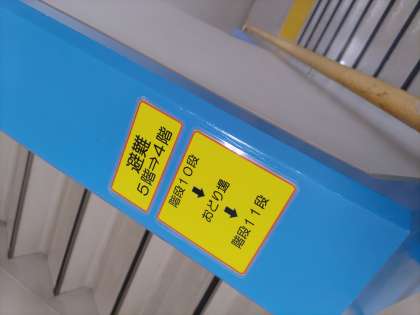 避難
5階⇒4階
階段10段
⬇
おどり場
⬇
階段11段